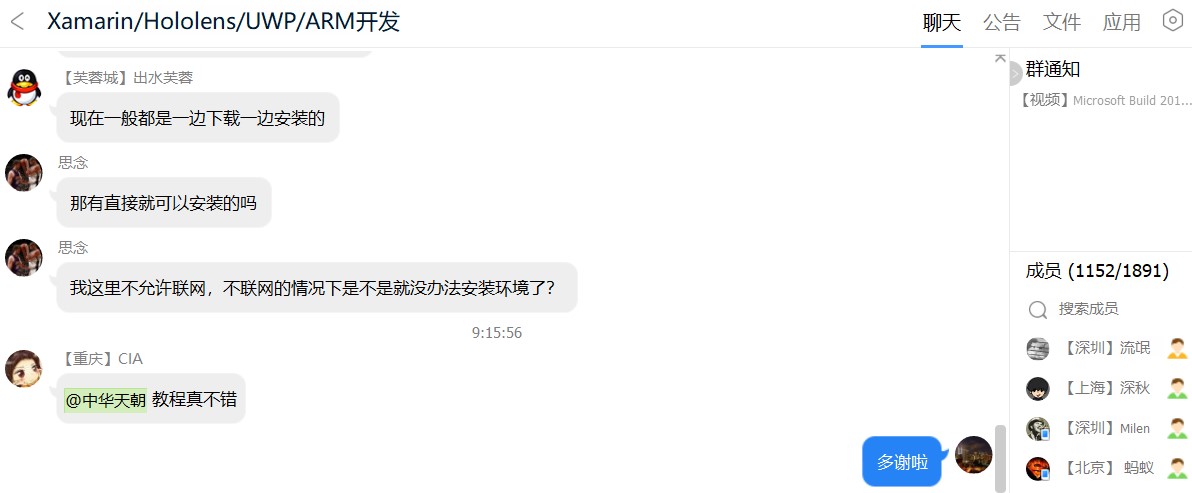 Xamarin/Hololens/UWP/ARM开发
聊天 公告 文件 应用
【芙蓉城】出水芙蓉
现在一般都是一边下载一边安装的
思念
那有直接就可以安装的吗
思念
我这里不允许联网，不联网的情况下是不是就没办法安装环境了？
9:15:56
【重庆】CIA
@中华天朝 教程真不错
多谢啦
群通知
【视频】Microsoft Build 201...
成员 (1152/1891)
搜索成员
【深圳】流氓
【上海】深秋
【深圳】Milen
【北京】 蚂蚁